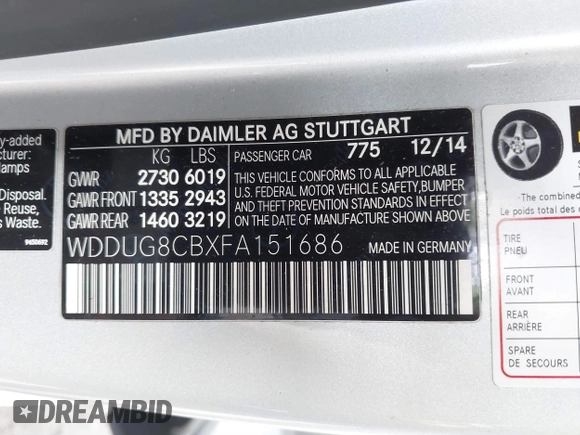 y-added
cturer:
lamps
Disposal.
Reuse,
s Waste.
9450692
MFD BY DAIMLER AG STUTTGART
KG LBS
PASSENGER CAR 775 12/14
GVWR 2730 6019
GAWR FRONT 1335 2943
GAWR REAR 1460 3219
THIS VEHICLE CONFORMS TO ALL APPLICABLE
U.S. FEDERAL MOTOR VEHICLE SAFETY,BUMPER
AND THEFT PREVENTION STANDARDS IN EFFECT
ON THE DATE OF MANUFACTURE SHOWN ABOVE.
WDDUG8CBXFA151686
MADE IN GERMANY
-The combined
Le poids total des
TIRE
PNEU
FRONT
AVANT
REAR
ARRIÈRE
SPARE
DE SECOURS
DREAMBID